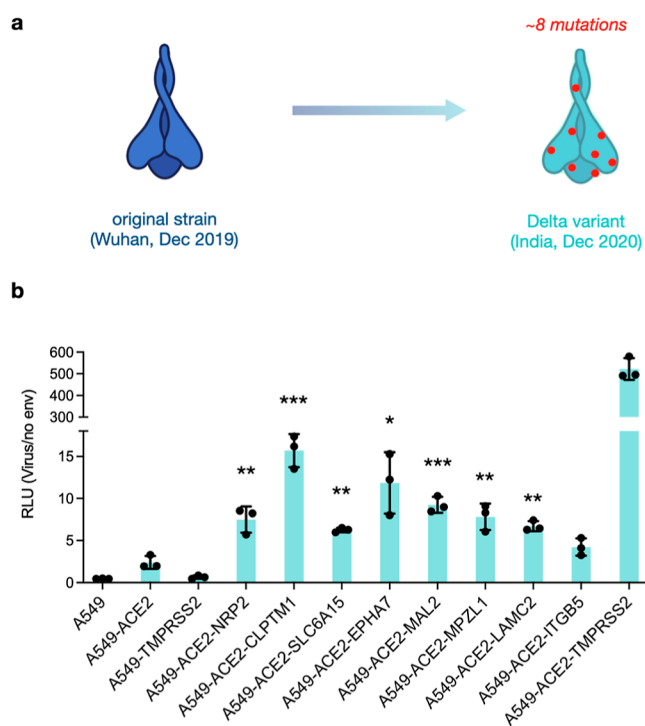 a
~8 mutations
original strain
(Wuhan, Dec 2019)
Delta variant
(India, Dec 2020)
b
RLU (Virus/no env)
600
500
400
300
15
10
5
0
**
***
**
*
***
**
**
A549
A549-ACE2
A549-TMPRSS2
A549-ACE2-NRP2
A549-ACE2-CLPTM1
A549-ACE2-SLC6A15
A549-ACE2-EPHA7
A549-ACE2-MAL2
A549-ACE2-MPZL1
A549-ACE2-LAMC2
A549-ACE2-ITGB5
A549-ACE2-TMPRSS2